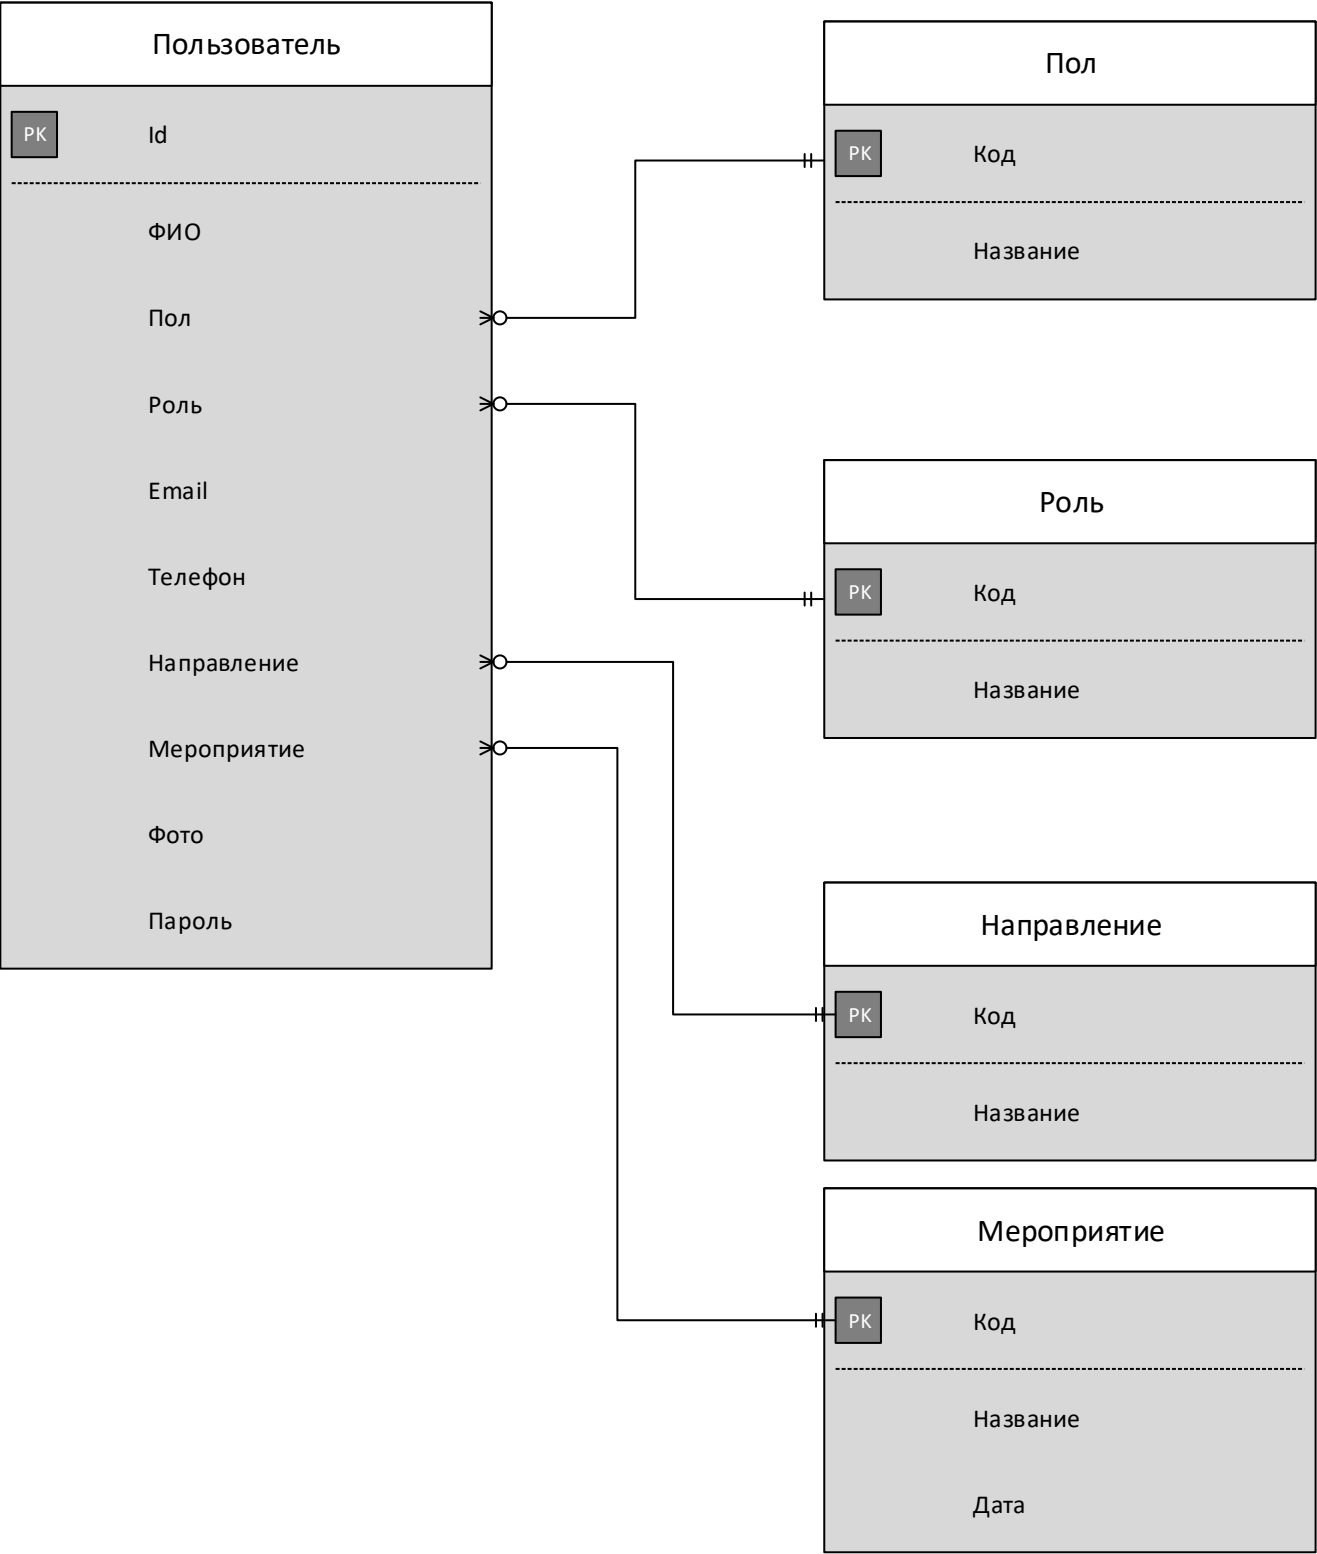 Пользователь
PK Id
ФИО
Пол
Роль
Email
Телефон
Направление
Мероприятие
Фото
Пароль
Пол
PK Код
Название
Роль
PK Код
Название
Направление
PK Код
Название
Мероприятие
PK Код
Название
Дата